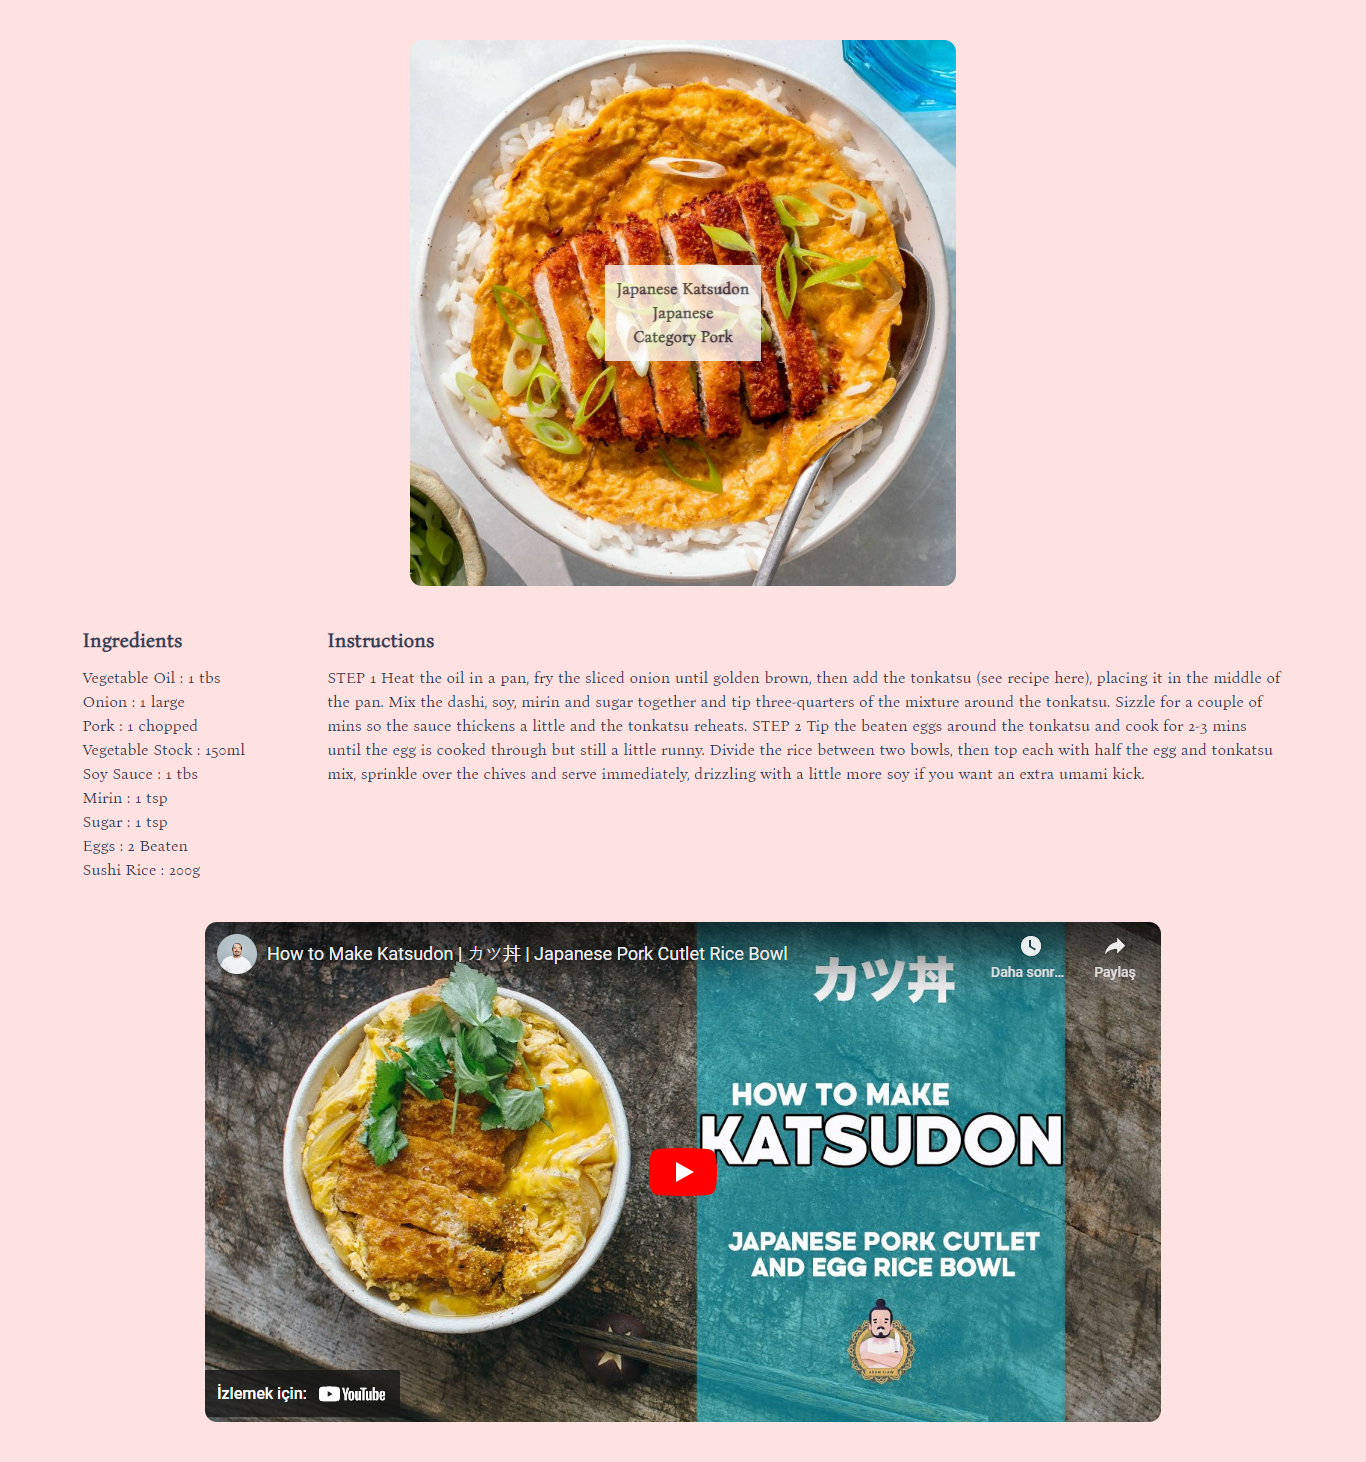 Japanese Katsudon
Japanese
Category Pork
Ingredients
Vegetable Oil : 1 tbs
Onion : 1 large
Pork : 1 chopped
Vegetable Stock : 150ml
Soy Sauce : 1 tbs
Mirin : 1 tsp
Sugar : 1 tsp
Eggs : 2 Beaten
Sushi Rice : 200g
Instructions
STEP 1 Heat the oil in a pan, fry the sliced onion until golden brown, then add the tonkatsu (see recipe here), placing it in the middle of
the pan. Mix the dashi, soy, mirin and sugar together and tip three-quarters of the mixture around the tonkatsu. Sizzle for a couple of
mins so the sauce thickens a little and the tonkatsu reheats. STEP 2 Tip the beaten eggs around the tonkatsu and cook for 2-3 mins
until the egg is cooked through but still a little runny. Divide the rice between two bowls, then top each with half the egg and tonkatsu
mix, sprinkle over the chives and serve immediately, drizzling with a little more soy if you want an extra umami kick.
How to Make Katsudon | カツ丼 | Japanese Pork Cutlet Rice Bowl
Daha sonr...
Paylaş
カツ丼
HOW TO MAKE
KATSUDON
JAPANESE PORK CUTLET
AND EGG RICE BOWL
İzlemek için: YouTube